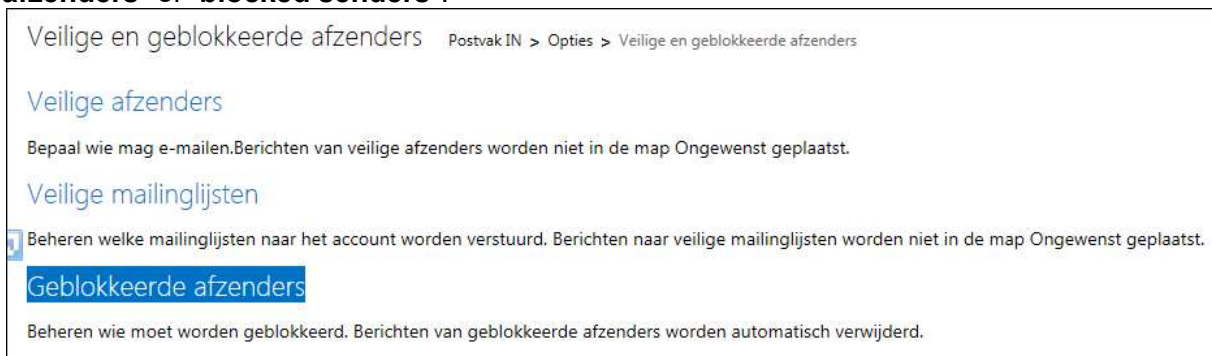 afzenders" or "blocked senders".
Veilige en geblokkeerde afzenders Postvak IN > Opties > Veilige en geblokkeerde afzenders
Veilige afzenders
Bepaal wie mag e-mailen.Berichten van veilige afzenders worden niet in de map Ongewenst geplaatst.
Veilige mailinglijsten
Beheren welke mailinglijsten naar het account worden verstuurd. Berichten naar veilige mailinglijsten worden niet in de map Ongewenst geplaatst.
Geblokkeerde afzenders
Beheren wie moet worden geblokkeerd. Berichten van geblokkeerde afzenders worden automatisch verwijderd.